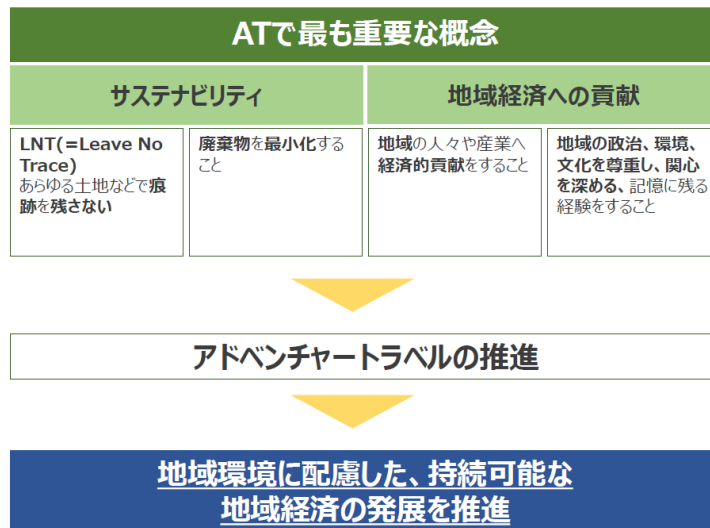 ATで最も重要な概念
サステナビリティ
地域経済への貢献
LNT(=Leave No
Trace)
あらゆる土地などで痕
跡を残さない
廃棄物を最小化する
こと
地域の人々や産業へ
経済的貢献をすること
地域の政治、環境、
文化を尊重し、関心
を深める、記憶に残る
経験をすること
アドベンチャートラベルの推進
地域環境に配慮した、持続可能な
地域経済の発展を推進